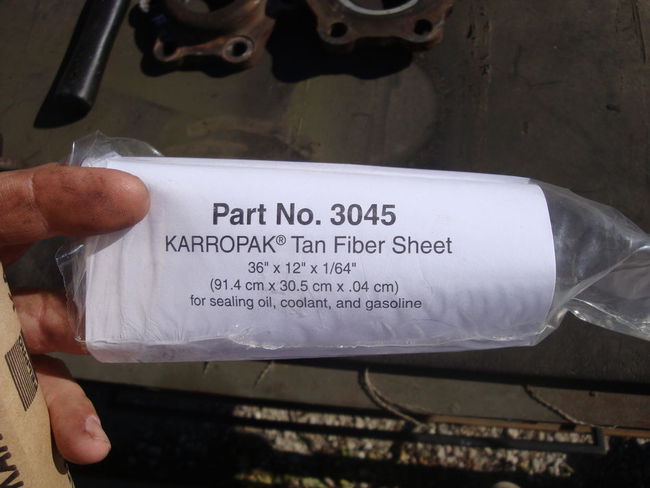 Part No. 3045
KARROPAK® Tan Fiber Sheet
36" x 12" x 1/64"
(91.4 cm x 30.5 cm x .04 cm)
for sealing oil, coolant, and gasoline